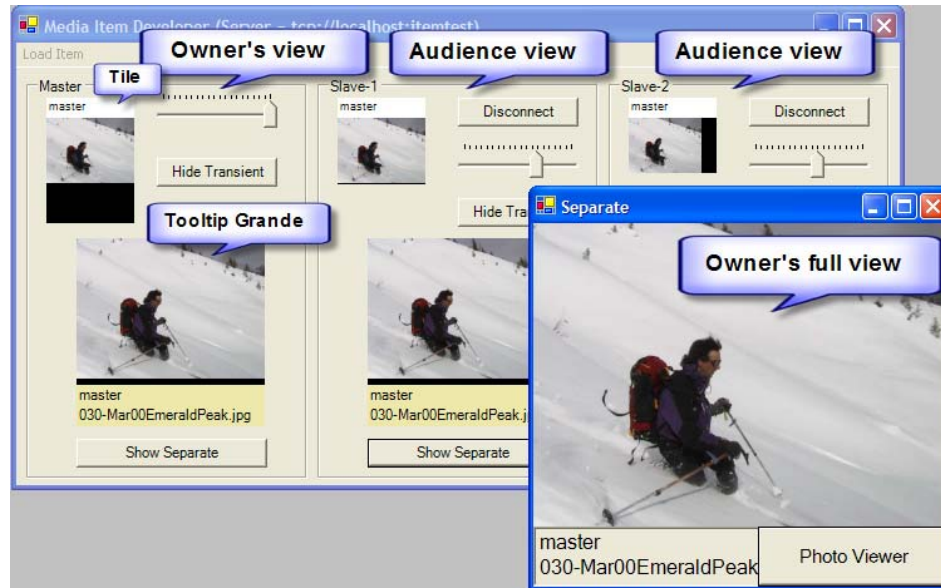 Media Item Developer (Server - tcp://localhost:itemtest)
Load Item
Owner's view
Audience view
Audience view
Master
Tile
master
Hide Transient
Tooltip Grande
master
030-Mar00EmeraldPeak.jpg
Show Separate
Slave-1
master
Disconnect
Hide Tra
master
030-Mar00EmeraldPeak.j
Show Separate
Slave-2
master
Disconnect
Separate
Owner's full view
master
030-Mar00EmeraldPeak
Photo Viewer